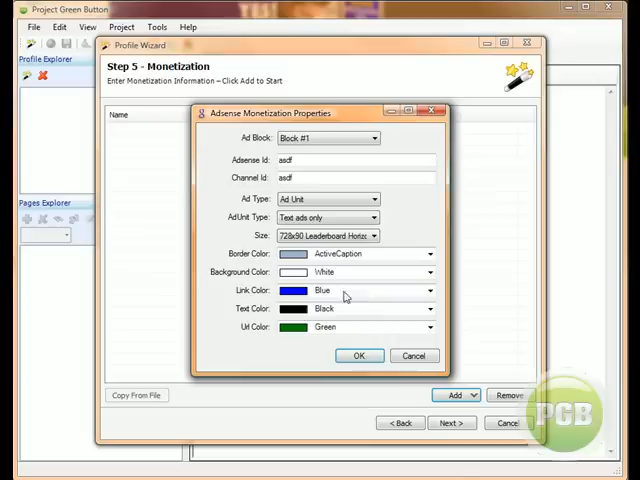 Project Green Button
File Edit View Project Tools Help
Profile Explorer
Profile Wizard
Step 5 - Monetization
Enter Monetization Information - Click Add to Start
Name
Adsense Monetization Properties
Ad Block: Block #1
Adsense Id: asdf
Channel Id: asdf
Ad Type: Ad Unit
AdUnit Type: Text ads only
Size: 728x90 Leaderboard Horizo
Border Color: ActiveCaption
Background Color: White
Link Color: Blue
Text Color: Black
Url Color: Green
OK Cancel
Pages Explorer
Copy From File Add Remove
< Back Next > Cancel
PGB